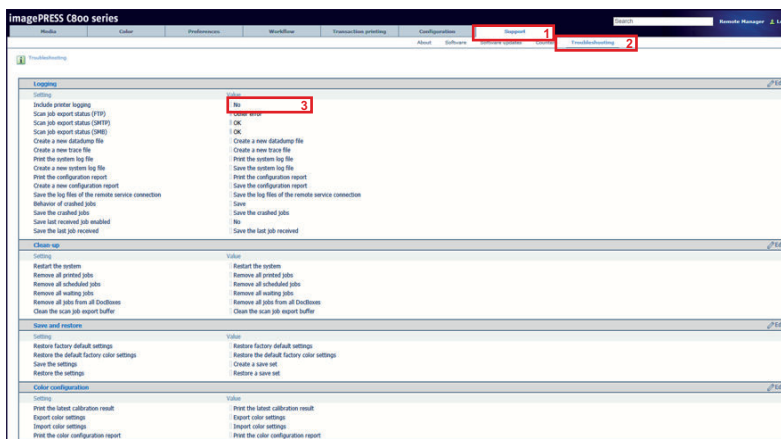 imagePRESS C800 series
Search
Remote Manager
Media Color Preferences Workflow Transaction printing Configuration Support 1
About Software Software Updates Troubleshooting 2
Troubleshooting
Logging
Setting Value
Include printer logging No 3
Scan job export status (FTP) Other error
Scan job export status (SMTP) OK
Scan job export status (SMB) OK
Create a new datadump file Create a new datadump file
Create a new trace file Create a new trace file
Print the system log file Print the system log file
Create a new system log file Save the system log file
Print the configuration report Print the configuration report
Create a new configuration report Save the configuration report
Save the log files of the remote service connection Save the log files of the remote service connection
Behavior of crashed jobs Save
Save the crashed jobs Save the crashed jobs
Save last received job enabled No
Save the last job received Save the last job received
Clean up
Setting Value
Restart the system Restart the system
Remove all printed jobs Remove all printed jobs
Remove all scheduled jobs Remove all scheduled jobs
Remove all waiting jobs Remove all waiting jobs
Remove all jobs from all DocBoxes Remove all jobs from all DocBoxes
Clean the scan job export buffer Clean the scan job export buffer
Save and restore
Setting Value
Restore factory default settings Restore factory default settings
Restore the default factory color settings Restore the default factory color settings
Save the settings Create a save set
Restore the settings Restore a save set
Color configuration
Setting Value
Print the latest calibration result Print the latest calibration result
Export color settings Export color settings
Import color settings Import color settings
Print the color configuration report Print the color configuration report